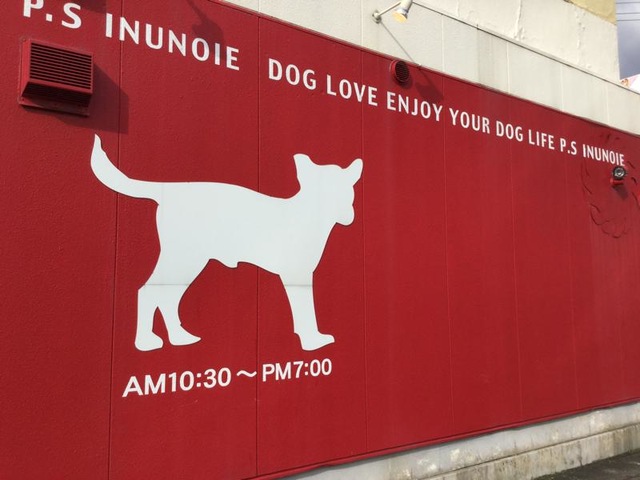 P.S INUNOIE DOG LOVE ENJOY YOUR DOG LIFE P.S INUNOIE
AM10:30～PM7:00